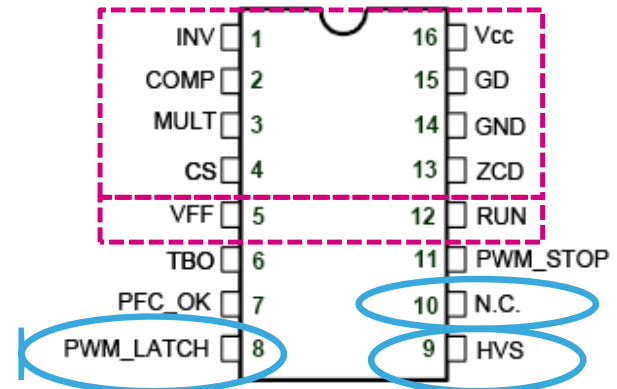 INV 1 16 Vcc
COMP 2 15 GD
MULT 3 14 GND
CS 4 13 ZCD
VFF 5 12 RUN
TBO 6 11 PWM_STOP
PFC_OK 7 10 N.C.
PWM_LATCH 8 9 HVS